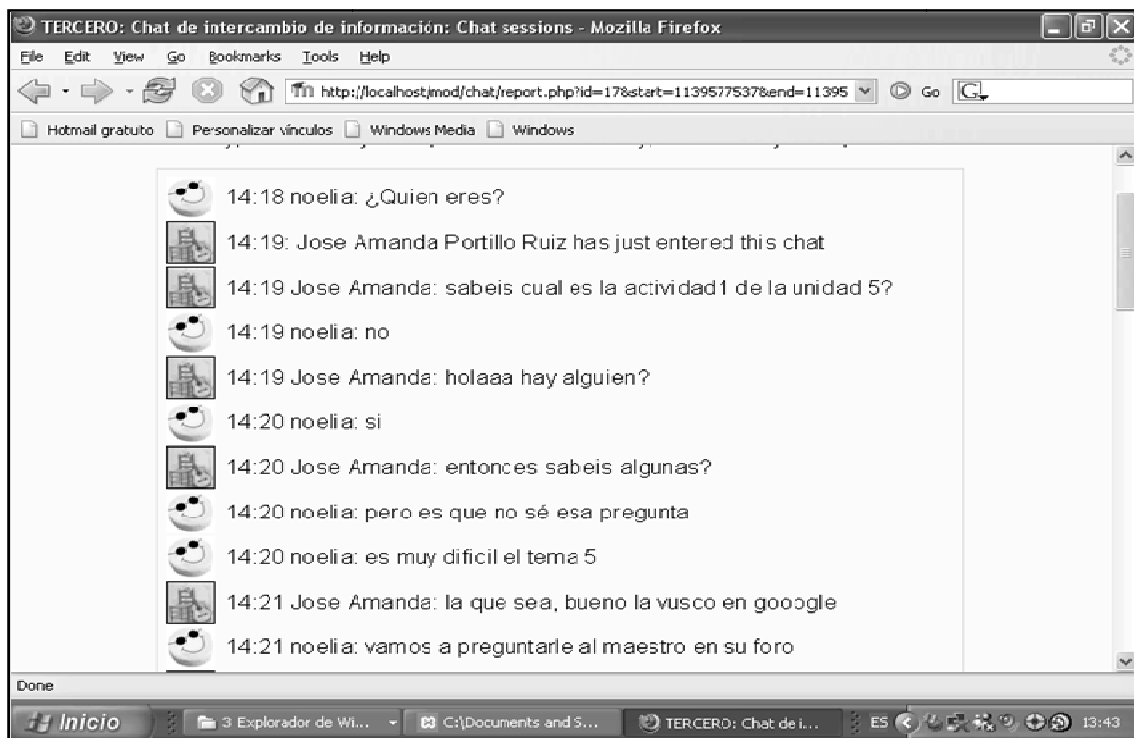 TERCERO: Chat de intercambio de información: Chat sessions - Mozilla Firefox
File Edit View Go Bookmarks Tools Help
http://localhost/mod/chat/report.php?id=17&start=1139577537&end=11395 Go
Hotmail gratuito Personalizar vínculos Windows Media Windows
14:18 noelia: ¿Quien eres?
14:19: Jose Amanda Portillo Ruiz has just entered this chat
14:19 Jose Amanda: sabeis cual es la actividad1 de la unidad 5?
14:19 noelia: no
14:19 Jose Amanda: holaaa hay alguien?
14:20 noelia: si
14:20 Jose Amanda: entonces sabeis algunas?
14:20 noelia: pero es que no sé esa pregunta
14:20 noelia: es muy dificil el tema 5
14:21 Jose Amanda: la que sea, bueno la vusco en gooogle
14:21 noelia: vamos a preguntarle al maestro en su foro
Done
Inicio 3 Explorador de Wi... C:\Documents and S... TERCERO: Chat de i... ES 13:43